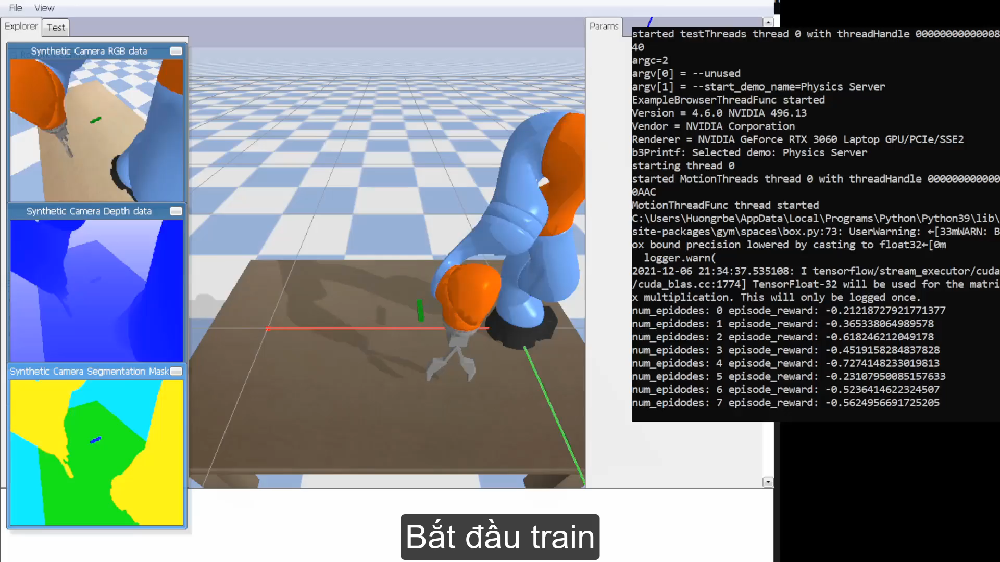 File View
Explorer Test
Params
Synthetic Camera RGB data
Synthetic Camera Depth data
Synthetic Camera Segmentation Mask
started testThreads thread 0 with threadHandle 00000000000008
40
argc=2
argv[0] = --unused
argv[1] = --start_demo_name=Physics Server
ExampleBrowserThreadFunc started
Version = 4.6.0 NVIDIA 496.13
Vendor = NVIDIA Corporation
Renderer = NVIDIA GeForce RTX 3060 Laptop GPU/PCIe/SSE2
b3Printf: Selected demo: Physics Server
starting thread 0
started MotionThreads thread 0 with threadHandle 000000000000
0AAC
MotionThreadFunc thread started
C:\Users\Huongrbe\AppData\Local\Programs\Python\Python39\lib\
site-packages\gym\spaces\box.py:73: UserWarning: ←[33mWARN: B
ox bound precision lowered by casting to float32←[0m
logger.warn(
2021-12-06 21:34:37.535108: I tensorflow/stream_executor/cuda
/cuda_blas.cc:1774] TensorFloat-32 will be used for the matri
x multiplication. This will only be logged once.
num_epidodes: 0 episode_reward: -0.21218727921771377
num_epidodes: 1 episode_reward: -0.365338064989578
num_epidodes: 2 episode_reward: -0.618246212049178
num_epidodes: 3 episode_reward: -0.4519158284837828
num_epidodes: 4 episode_reward: -0.7274148233019813
num_epidodes: 5 episode_reward: -0.23107950085157633
num_epidodes: 6 episode_reward: -0.5236414622324507
num_epidodes: 7 episode_reward: -0.5624956691725205
Bắt đầu train